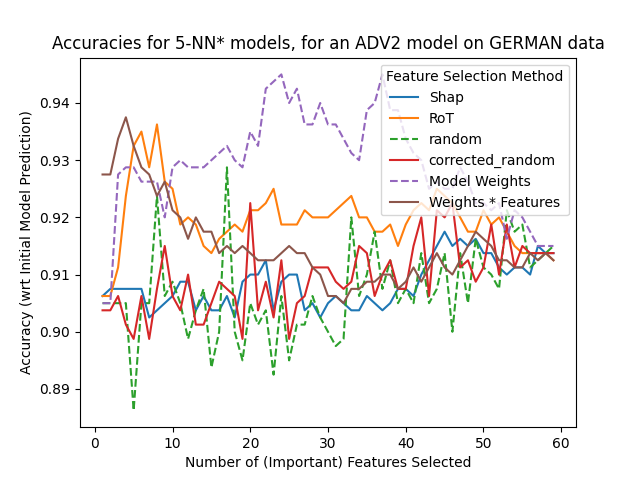 Accuracies for 5-NN* models, for an ADV2 model on GERMAN data
Feature Selection Method
Shap
RoT
random
corrected_random
Model Weights
Weights * Features
Accuracy (wrt Initial Model Prediction)
0.94
0.93
0.92
0.91
0.90
0.89
0 10 20 30 40 50 60
Number of (Important) Features Selected